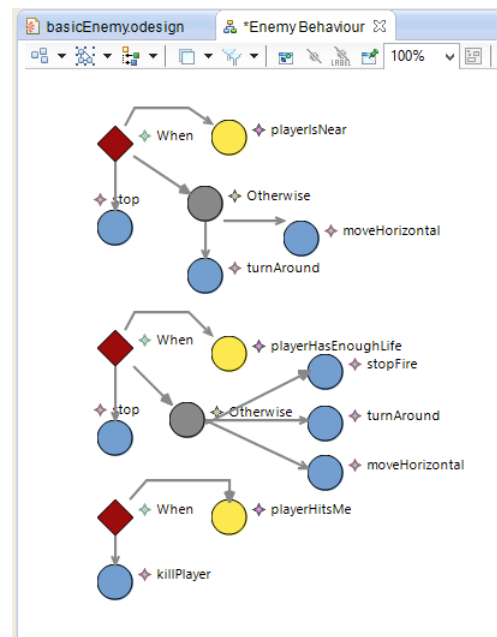 basicEnemy.odesign
*Enemy Behaviour
LABEL
100%
When
playerIsNear
stop
Otherwise
moveHorizontal
turnAround
When
playerHasEnoughLife
stopFire
stop
Otherwise
turnAround
moveHorizontal
When
playerHitsMe
killPlayer